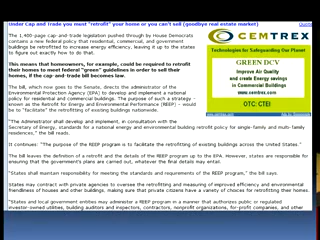 Under Cap and Trade you must "retrofit" your home or you can't sell (goodbye real estate market)
Quote
The 1,400-page cap-and-trade legislation pushed through by House Democrats
contains a new federal policy that residential, commercial, and government
buildings be retrofitted to increase energy efficiency, leaving it up to the states
to figure out exactly how to do that.
This means that homeowners, for example, could be required to retrofit
their homes to meet federal "green" guidelines in order to sell their
homes, if the cap-and-trade bill becomes law.
The bill, which now goes to the Senate, directs the administrator of the
Environmental Protection Agency (EPA) to develop and implement a national
policy for residential and commercial buildings. The purpose of such a strategy -
known as the Retrofit for Energy and Environmental Performance (REEP) – would
be to "facilitate" the retrofitting of existing buildings nationwide.
"The Administrator shall develop and implement, in consultation with the
Secretary of Energy, standards for a national energy and environmental building retrofit policy for single-family and multi-family
residences," the bill reads.
It continues: "The purpose of the REEP program is to facilitate the retrofitting of existing buildings across the United States."
The bill leaves the definition of a retrofit and the details of the REEP program up to the EPA. However, states are responsible for
ensuring that the government's plans are carried out, whatever the final details may entail.
"States shall maintain responsibility for meeting the standards and requirements of the REEP program," the bill says.
States may contract with private agencies to oversee the retrofitting and measuring of improved efficiency and environmental
friendliness of houses and other buildings, making sure that private citizens have a variety of choices for retrofitting their homes.
"States and local government entities may administer a REEP program in a manner that authorizes public or regulated
investor-owned utilities, building auditors and inspectors, contractors, nonprofit organizations, for-profit companies, and other
CEMTREX
Technologies for Safeguarding Our Planet
GREEN DCV
Improve Air Quality
and create Energy savings
in Commercial Buildings
www.cemtrex.com
OTC: CTEI